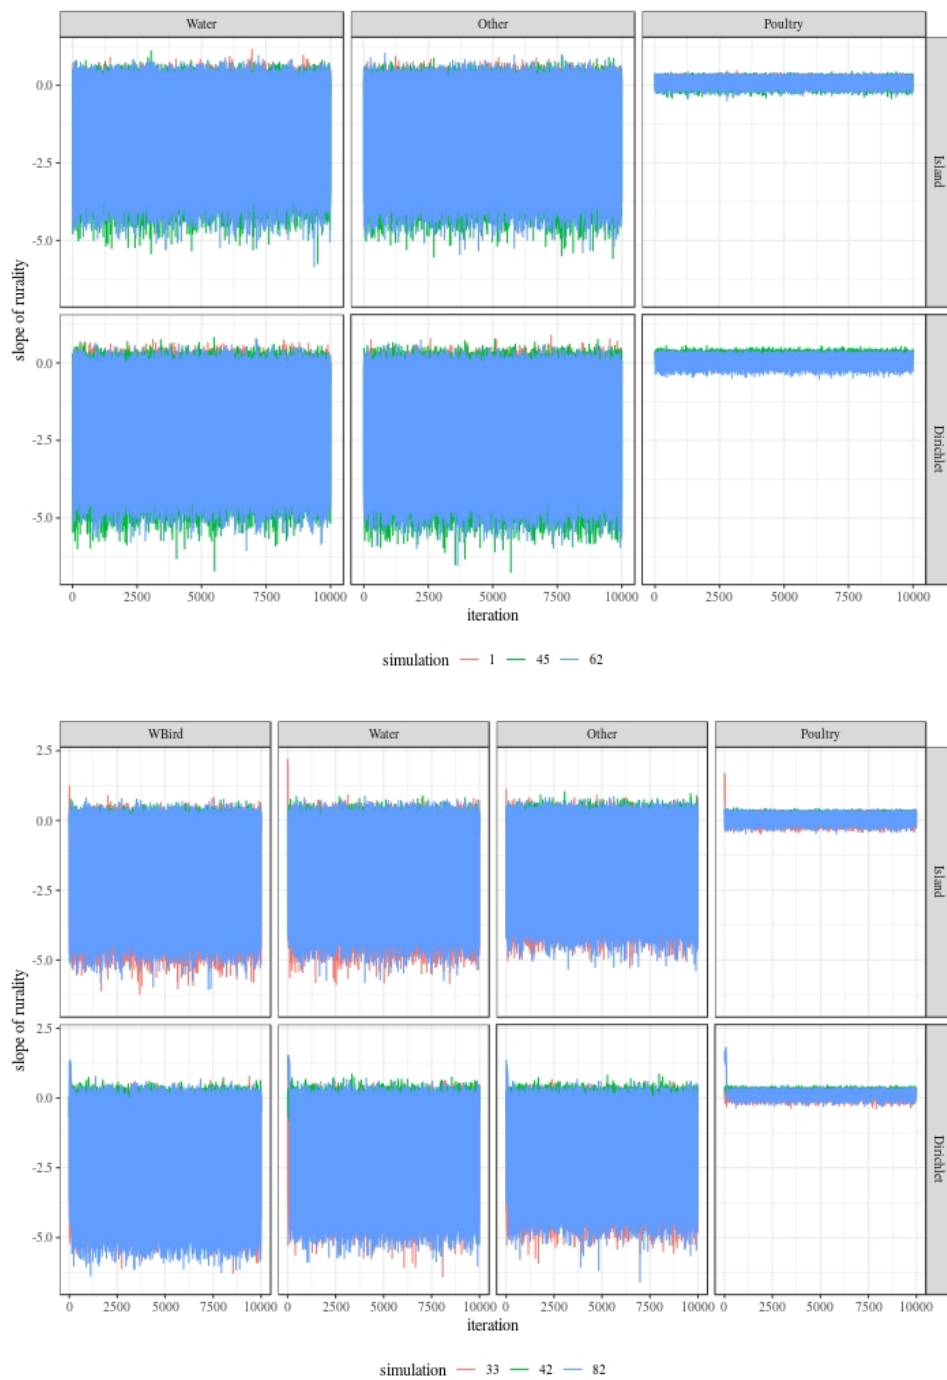 Water Other Poultry
0.0
-2.5
-5.0
Island
slope of rurality
0.0
-2.5
-5.0
Dirichlet
0 2500 5000 7500 10000 0 2500 5000 7500 10000 0 2500 5000 7500 10000
iteration
simulation 1 45 62
WBird Water Other Poultry
2.5
0.0
-2.5
-5.0
Island
slope of rurality
2.5
0.0
-2.5
-5.0
Dirichlet
0 2500 5000 7500 10000 0 2500 5000 7500 10000 0 2500 5000 7500 10000 0 2500 5000 7500 10000
iteration
simulation 33 42 82